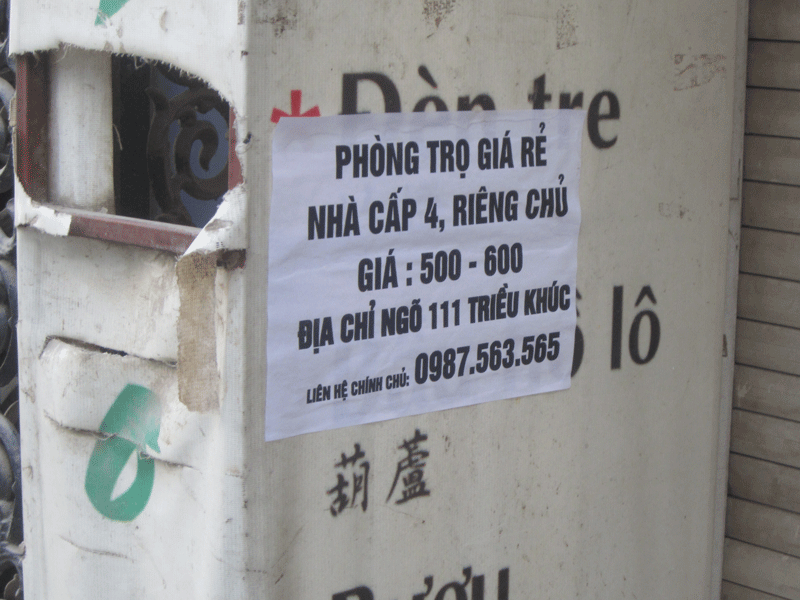 * Đèn tre
PHÒNG TRỌ GIÁ RẺ
NHÀ CẤP 4, RIÊNG CHỦ
GIÁ : 500 - 600
ĐỊA CHỈ NGÕ 111 TRIỀU KHÚC
LIÊN HỆ CHÍNH CHỦ: 0987.563.565
lô
葫蘆
Rượu